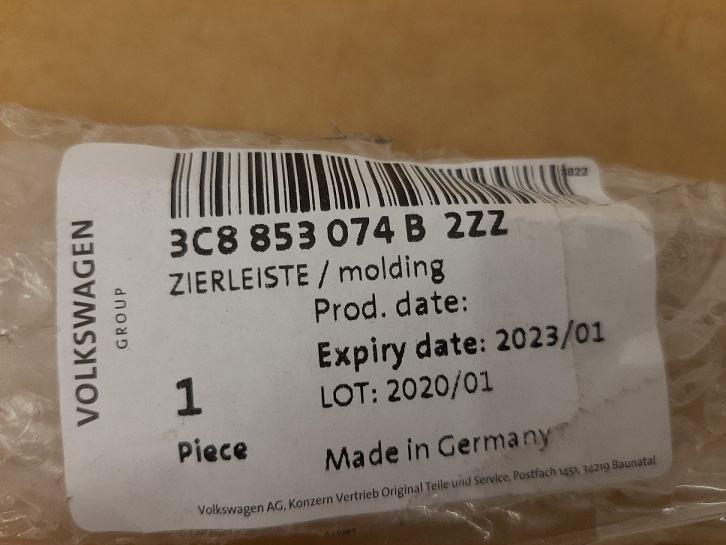 VOLKSWAGEN
GROUP
3C8 853 074 B 2ZZ
ZIERLEISTE / molding
Prod. date:
Expiry date: 2023/01
LOT: 2020/01
1
Piece
Made in Germany
Volkswagen AG, Konzern Vertrieb Original Teile und Service, Postfach 1451, 34219 Baunatal